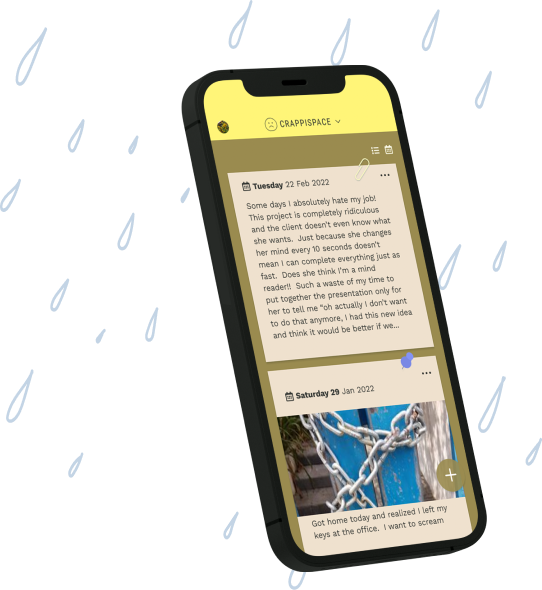 CRAPPISPACE
Tuesday 22 Feb 2022
Some days I absolutely hate my job!
This project is completely ridiculous
and the client doesn't even know what
she wants. Just because she changes
her mind every 10 seconds doesn't
mean I can complete everything just as
fast. Does she think I'm a mind
reader!! Such a waste of my time to
put together the presentation only for
her to tell me "oh actually I don't want
to do that anymore, I had this new idea
and think it would be better if we...
Saturday 29 Jan 2022
Got home today and realized I left my
keys at the office. I want to scream